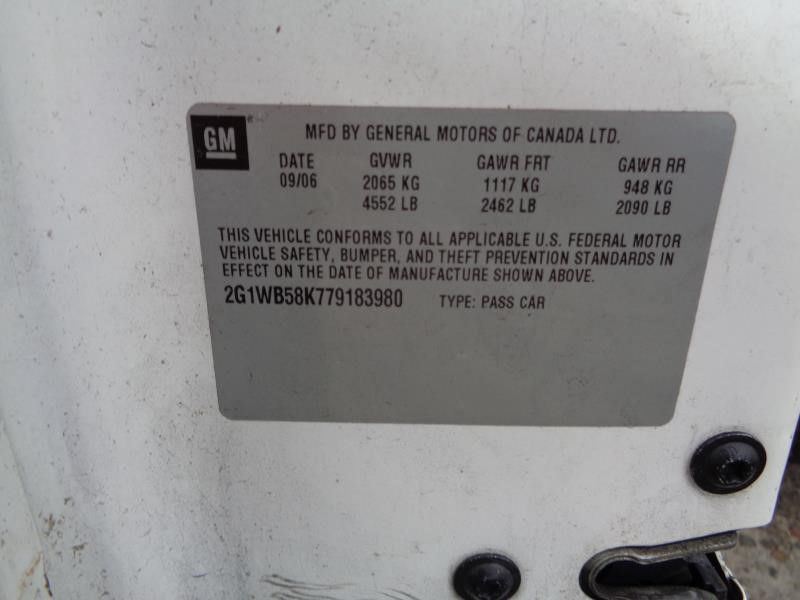 GM
MFD BY GENERAL MOTORS OF CANADA LTD.
DATE GVWR GAWR FRT GAWR RR
09/06 2065 KG 1117 KG 948 KG
4552 LB 2462 LB 2090 LB
THIS VEHICLE CONFORMS TO ALL APPLICABLE U.S. FEDERAL MOTOR
VEHICLE SAFETY, BUMPER, AND THEFT PREVENTION STANDARDS IN
EFFECT ON THE DATE OF MANUFACTURE SHOWN ABOVE.
2G1WB58K779183980 TYPE: PASS CAR